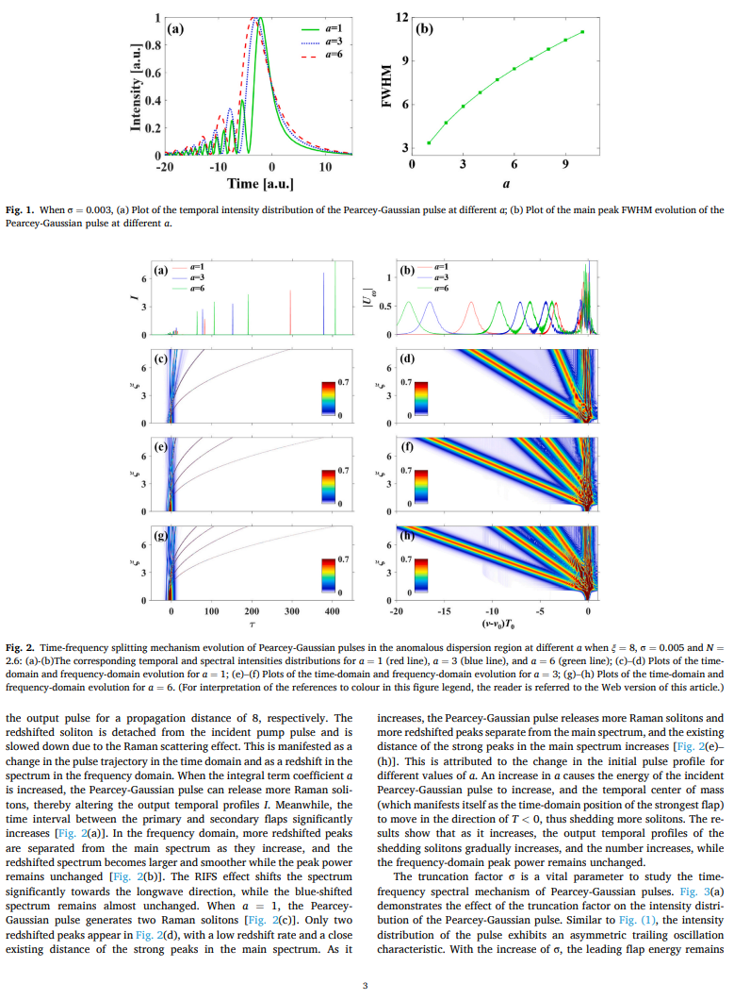 (a)
a=1
a=3
a=6
Intensity [a.u.]
1
0.8
0.6
0.4
0.2
0
-20
-10
0
10
Time [a.u.]
(b)
FWHM
12
9
6
3
0
3
6
9
a
Fig. 1. When σ = 0.003, (a) Plot of the temporal intensity distribution of the Pearcey-Gaussian pulse at different a; (b) Plot of the main peak FWHM evolution of the
Pearcey-Gaussian pulse at different a.
(a)
a=1
a=3
a=6
I
6
3
0
(b)
a=1
a=3
a=6
|Uω|
1
0.5
0
(c)
ξ
6
3
0
0.7
0
(d)
ξ
6
3
0
0.7
0
(e)
ξ
6
3
0
0.7
0
(f)
ξ
6
3
0
0.7
0
(g)
ξ
6
3
0
0.7
0
0
100
200
300
400
τ
(h)
ξ
6
3
0
0.7
0
-20
-15
-10
-5
0
(ν-ν0)T0
Fig. 2. Time-frequency splitting mechanism evolution of Pearcey-Gaussian pulses in the anomalous dispersion region at different a when ξ = 8, σ = 0.005 and N =
2.6: (a)-(b)The corresponding temporal and spectral intensities distributions for a = 1 (red line), a = 3 (blue line), and a = 6 (green line); (c)–(d) Plots of the time-
domain and frequency-domain evolution for a = 1; (e)–(f) Plots of the time-domain and frequency-domain evolution for a = 3; (g)–(h) Plots of the time-domain and
frequency-domain evolution for a = 6. (For interpretation of the references to colour in this figure legend, the reader is referred to the Web version of this article.)
the output pulse for a propagation distance of 8, respectively. The
redshifted soliton is detached from the incident pump pulse and is
slowed down due to the Raman scattering effect. This is manifested as a
change in the pulse trajectory in the time domain and as a redshift in the
spectrum in the frequency domain. When the integral term coefficient a
is increased, the Pearcey-Gaussian pulse can release more Raman soli-
tons, thereby altering the output temporal profiles I. Meanwhile, the
time interval between the primary and secondary flaps significantly
increases [Fig. 2(a)]. In the frequency domain, more redshifted peaks
are separated from the main spectrum as they increase, and the
redshifted spectrum becomes larger and smoother while the peak power
remains unchanged [Fig. 2(b)]. The RIFS effect shifts the spectrum
significantly towards the longwave direction, while the blue-shifted
spectrum remains almost unchanged. When a = 1, the Pearcey-
Gaussian pulse generates two Raman solitons [Fig. 2(c)]. Only two
redshifted peaks appear in Fig. 2(d), with a low redshift rate and a close
existing distance of the strong peaks in the main spectrum. As it
increases, the Pearcey-Gaussian pulse releases more Raman solitons and
more redshifted peaks separate from the main spectrum, and the existing
distance of the strong peaks in the main spectrum increases [Fig. 2(e)–
(h)]. This is attributed to the change in the initial pulse profile for
different values of a. An increase in a causes the energy of the incident
Pearcey-Gaussian pulse to increase, and the temporal center of mass
(which manifests itself as the time-domain position of the strongest flap)
to move in the direction of T < 0, thus shedding more solitons. The re-
sults show that as it increases, the output temporal profiles of the
shedding solitons gradually increases, and the number increases, while
the frequency-domain peak power remains unchanged.
The truncation factor σ is a vital parameter to study the time-
frequency spectral mechanism of Pearcey-Gaussian pulses. Fig. 3(a)
demonstrates the effect of the truncation factor on the intensity distri-
bution of the Pearcey-Gaussian pulse. Similar to Fig. (1), the intensity
distribution of the pulse exhibits an asymmetric trailing oscillation
characteristic. With the increase of σ, the leading flap energy remains
3